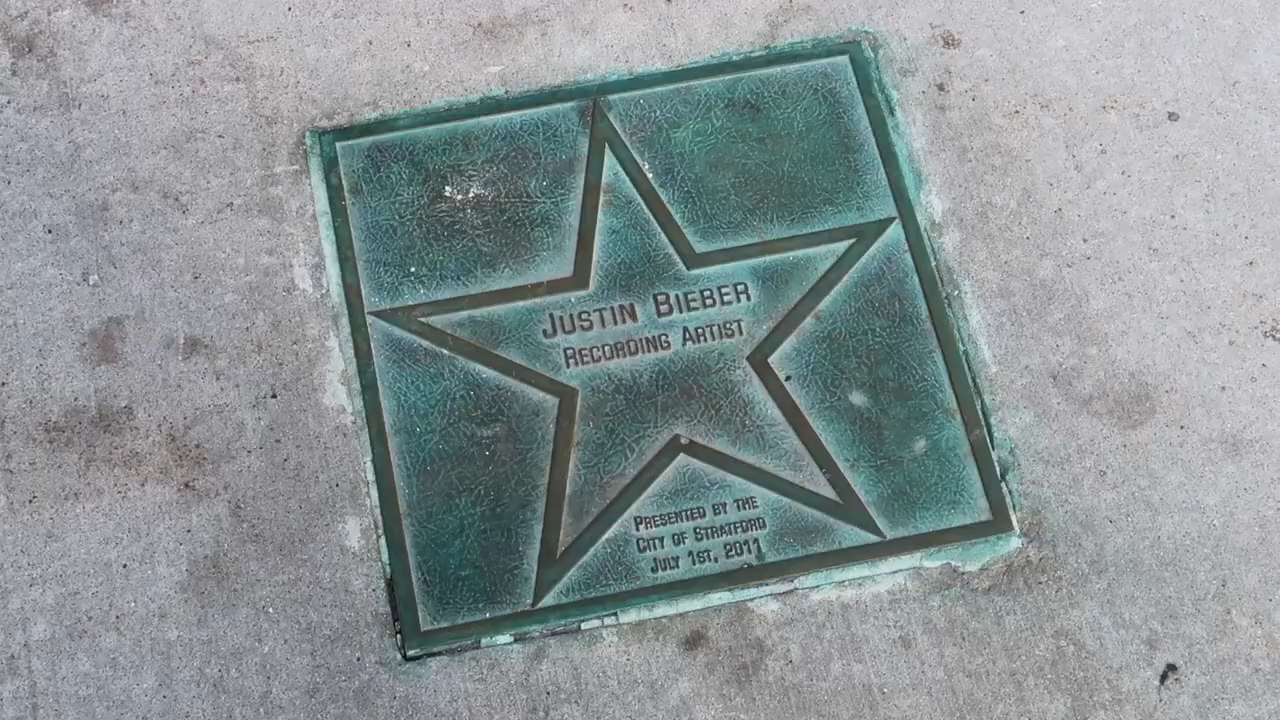 JUSTIN BIEBER
RECORDING ARTIST
PRESENTED BY THE
CITY OF STRATFORD
JULY 1ST, 2011